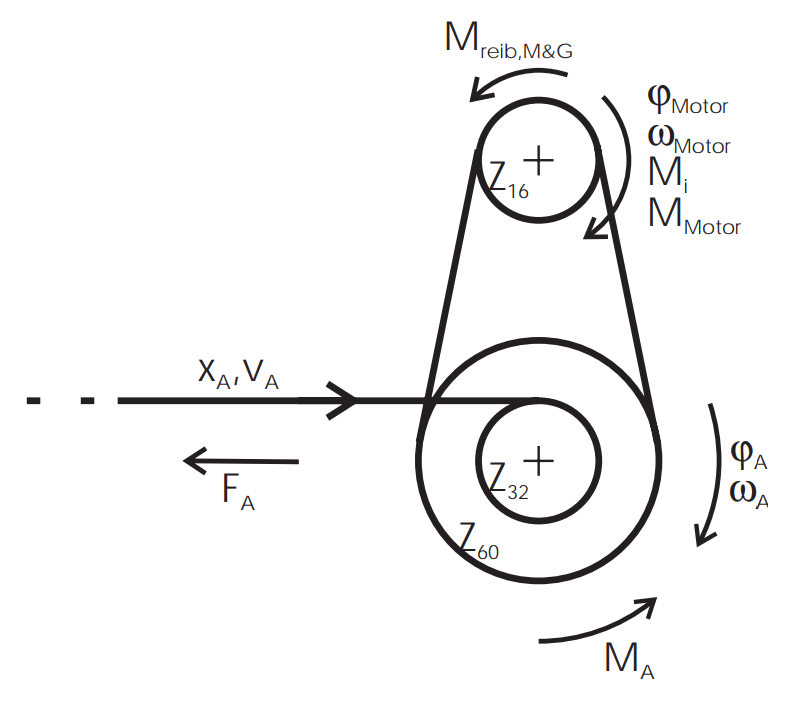 M_reib,M&G
φ_Motor
ω_Motor
M_i
M_Motor
Z_16
x_A,v_A
F_A
Z_32
φ_A
ω_A
Z_60
M_A